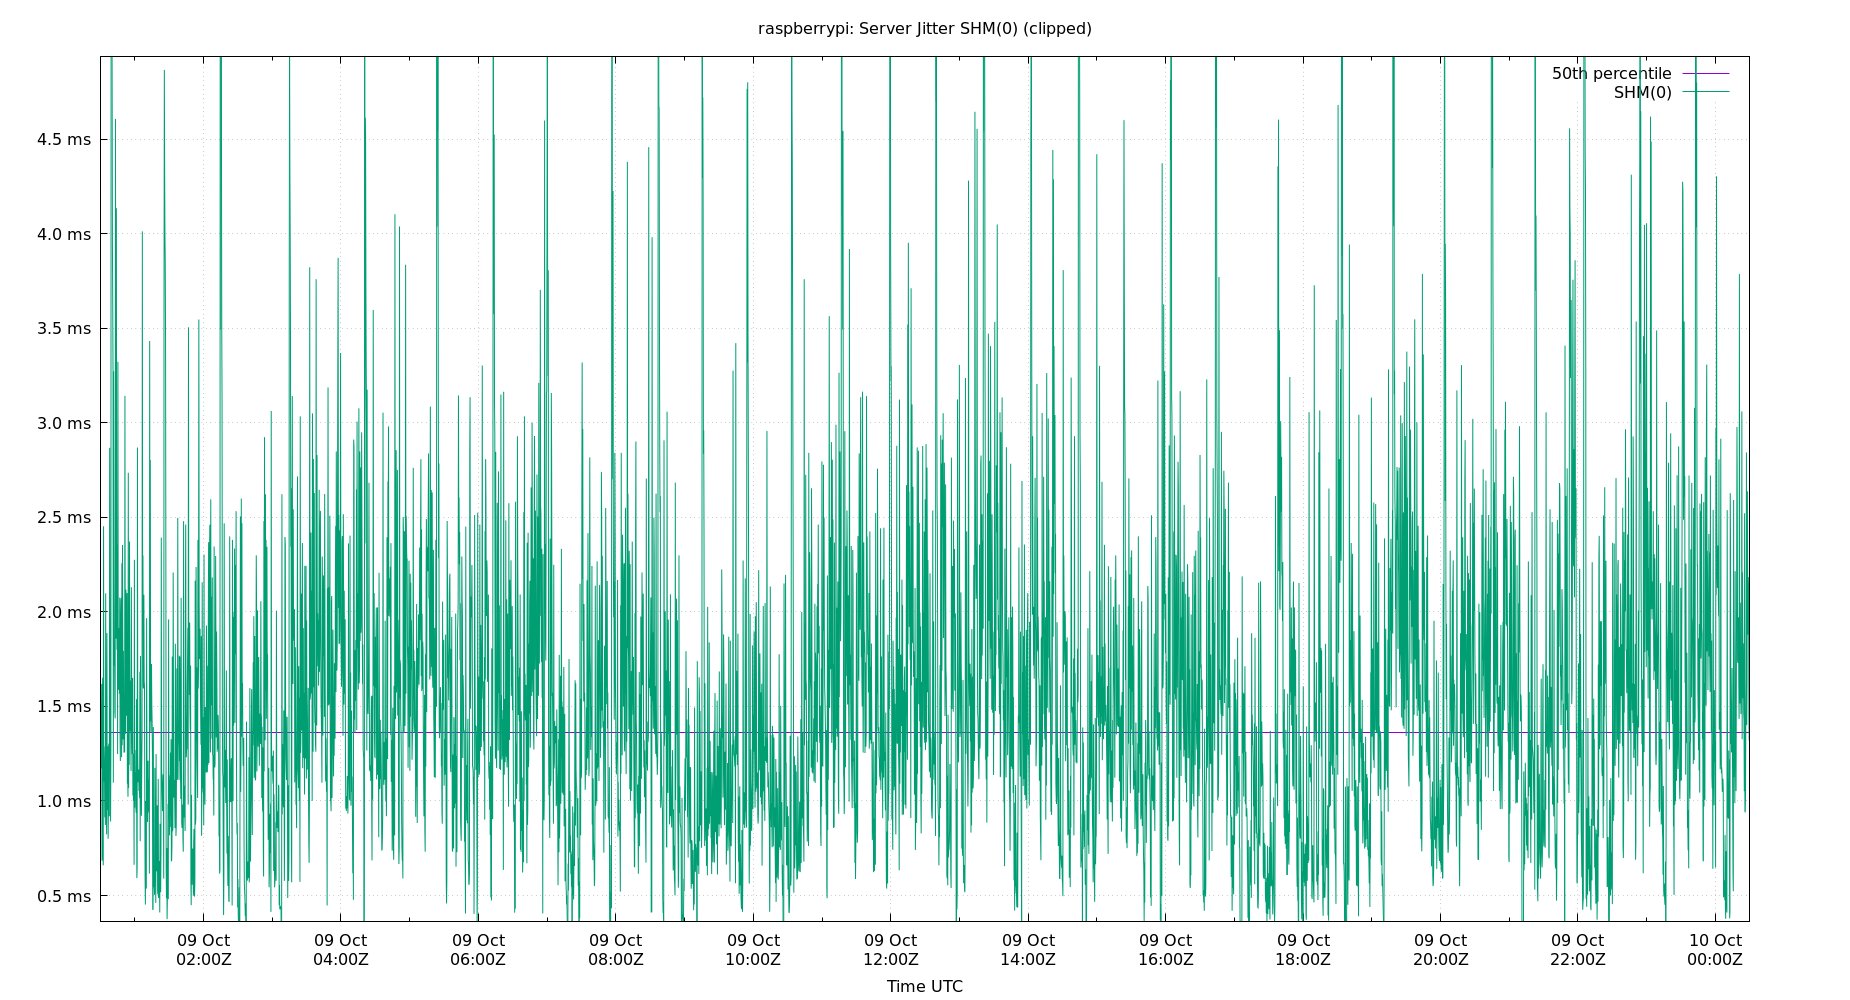 raspberrypi: Server Jitter SHM(0) (clipped)
50th percentile
SHM(0)
4.5 ms
4.0 ms
3.5 ms
3.0 ms
2.5 ms
2.0 ms
1.5 ms
1.0 ms
0.5 ms
09 Oct 09 Oct 09 Oct 09 Oct 09 Oct 09 Oct 09 Oct 09 Oct 09 Oct 09 Oct 09 Oct 10 Oct
02:00Z 04:00Z 06:00Z 08:00Z 10:00Z 12:00Z 14:00Z 16:00Z 18:00Z 20:00Z 22:00Z 00:00Z
Time UTC